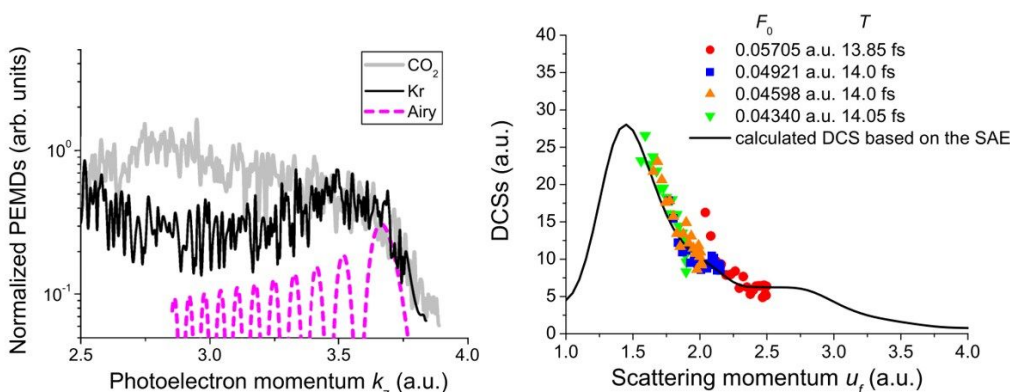 Normalized PEMDs (arb. units)
10⁰
10⁻¹
CO₂
Kr
Airy
2.5 3.0 3.5 4.0
Photoelectron momentum k_z (a.u.)
DCSs (a.u.)
40
35
30
25
20
15
10
5
0
F₀ T
0.05705 a.u. 13.85 fs
0.04921 a.u. 14.0 fs
0.04598 a.u. 14.0 fs
0.04340 a.u. 14.05 fs
calculated DCS based on the SAE
1.0 1.5 2.0 2.5 3.0 3.5 4.0
Scattering momentum u_f (a.u.)